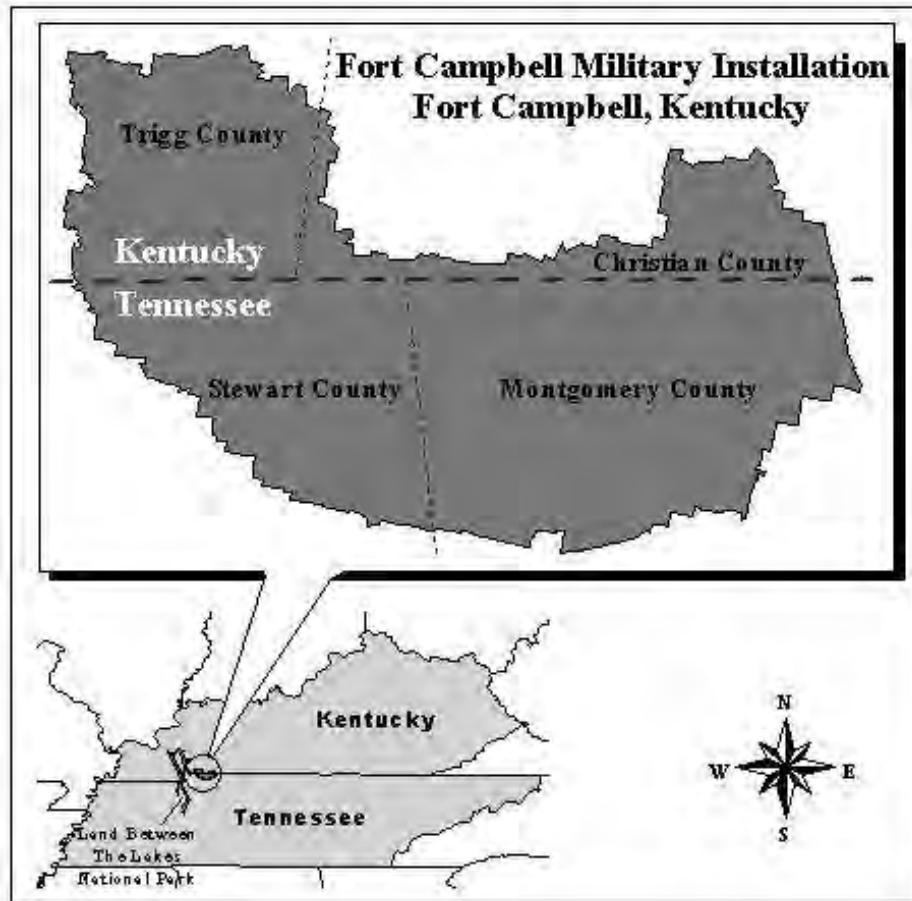 Fort Campbell Military Installation
Fort Campbell, Kentucky
Trigg County
Kentucky
Christian County
Tennessee
Stewart County
Montgomery County
Kentucky
Tennessee
Land Between
The Lakes
National Park
N
W
E
S